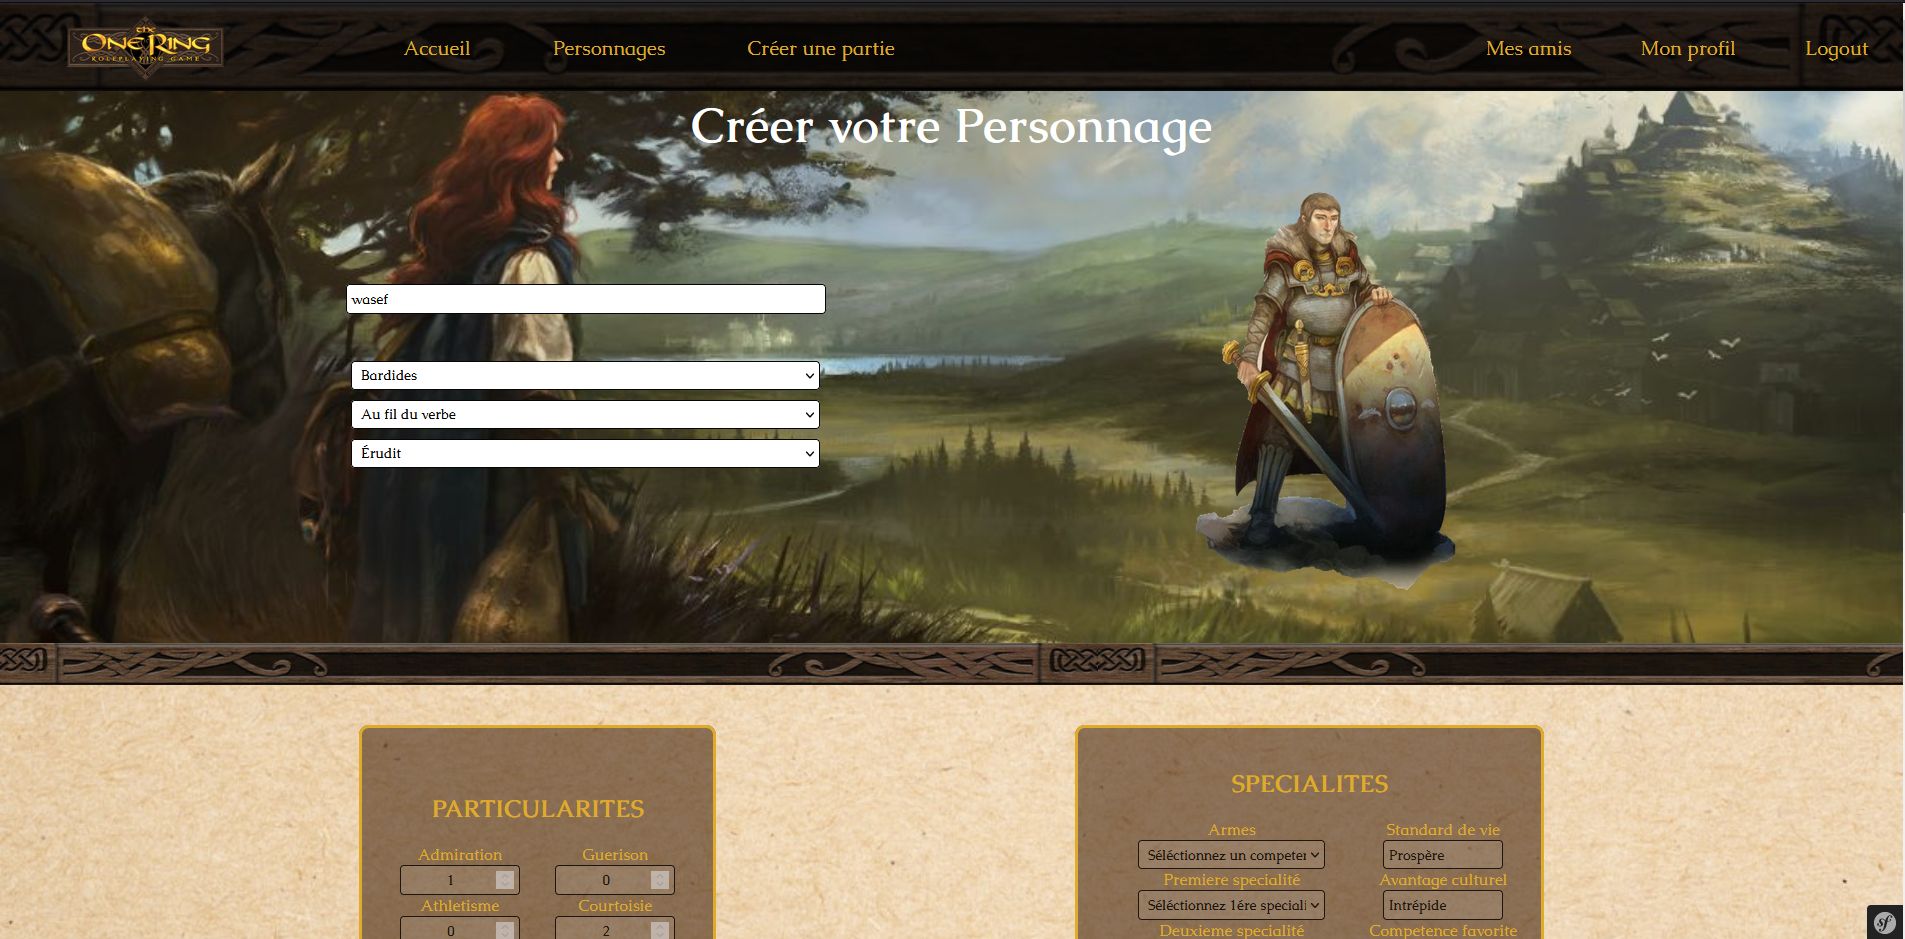 the
ONE RING
ROLEPLAYING GAME
Accueil
Personnages
Créer une partie
Mes amis
Mon profil
Logout
Créer votre Personnage
wasef
Bardides
Au fil du verbe
Érudit
PARTICULARITES
Admiration
Guerison
1
0
Athletisme
Courtoisie
0
2
SPECIALITES
Armes
Standard de vie
Séléctionnez un competen
Prospère
Premiere specialité
Avantage culturel
Séléctionnez 1ére speciali
Intrépide
Deuxieme specialité
Competence favorite
sf